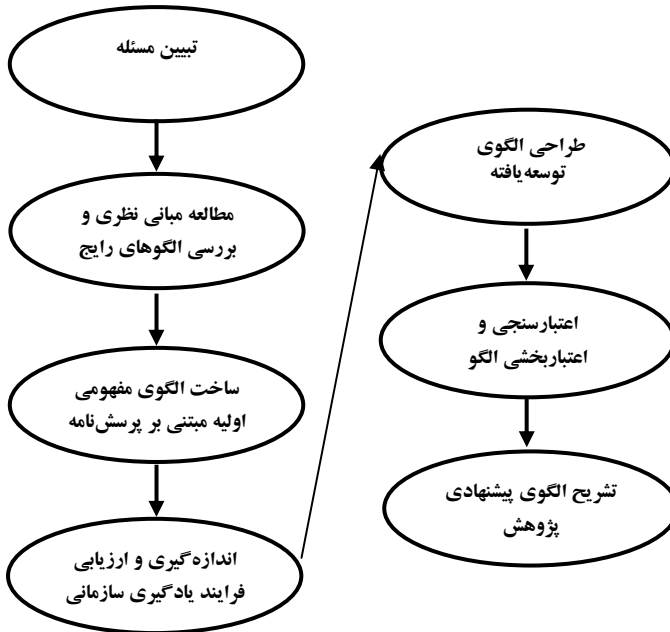 تبیین مسئله
مطالعه مبانی نظری و
بررسی الگوهای رایج
ساخت الگوی مفهومی
اولیه مبتنی بر پرسش‌نامه
اندازه‌گیری و ارزیابی
فرایند یادگیری سازمانی
طراحی الگوی
توسعه‌یافته
اعتبارسنجی و
اعتباربخشی الگو
تشریح الگوی پیشنهادی
پژوهش